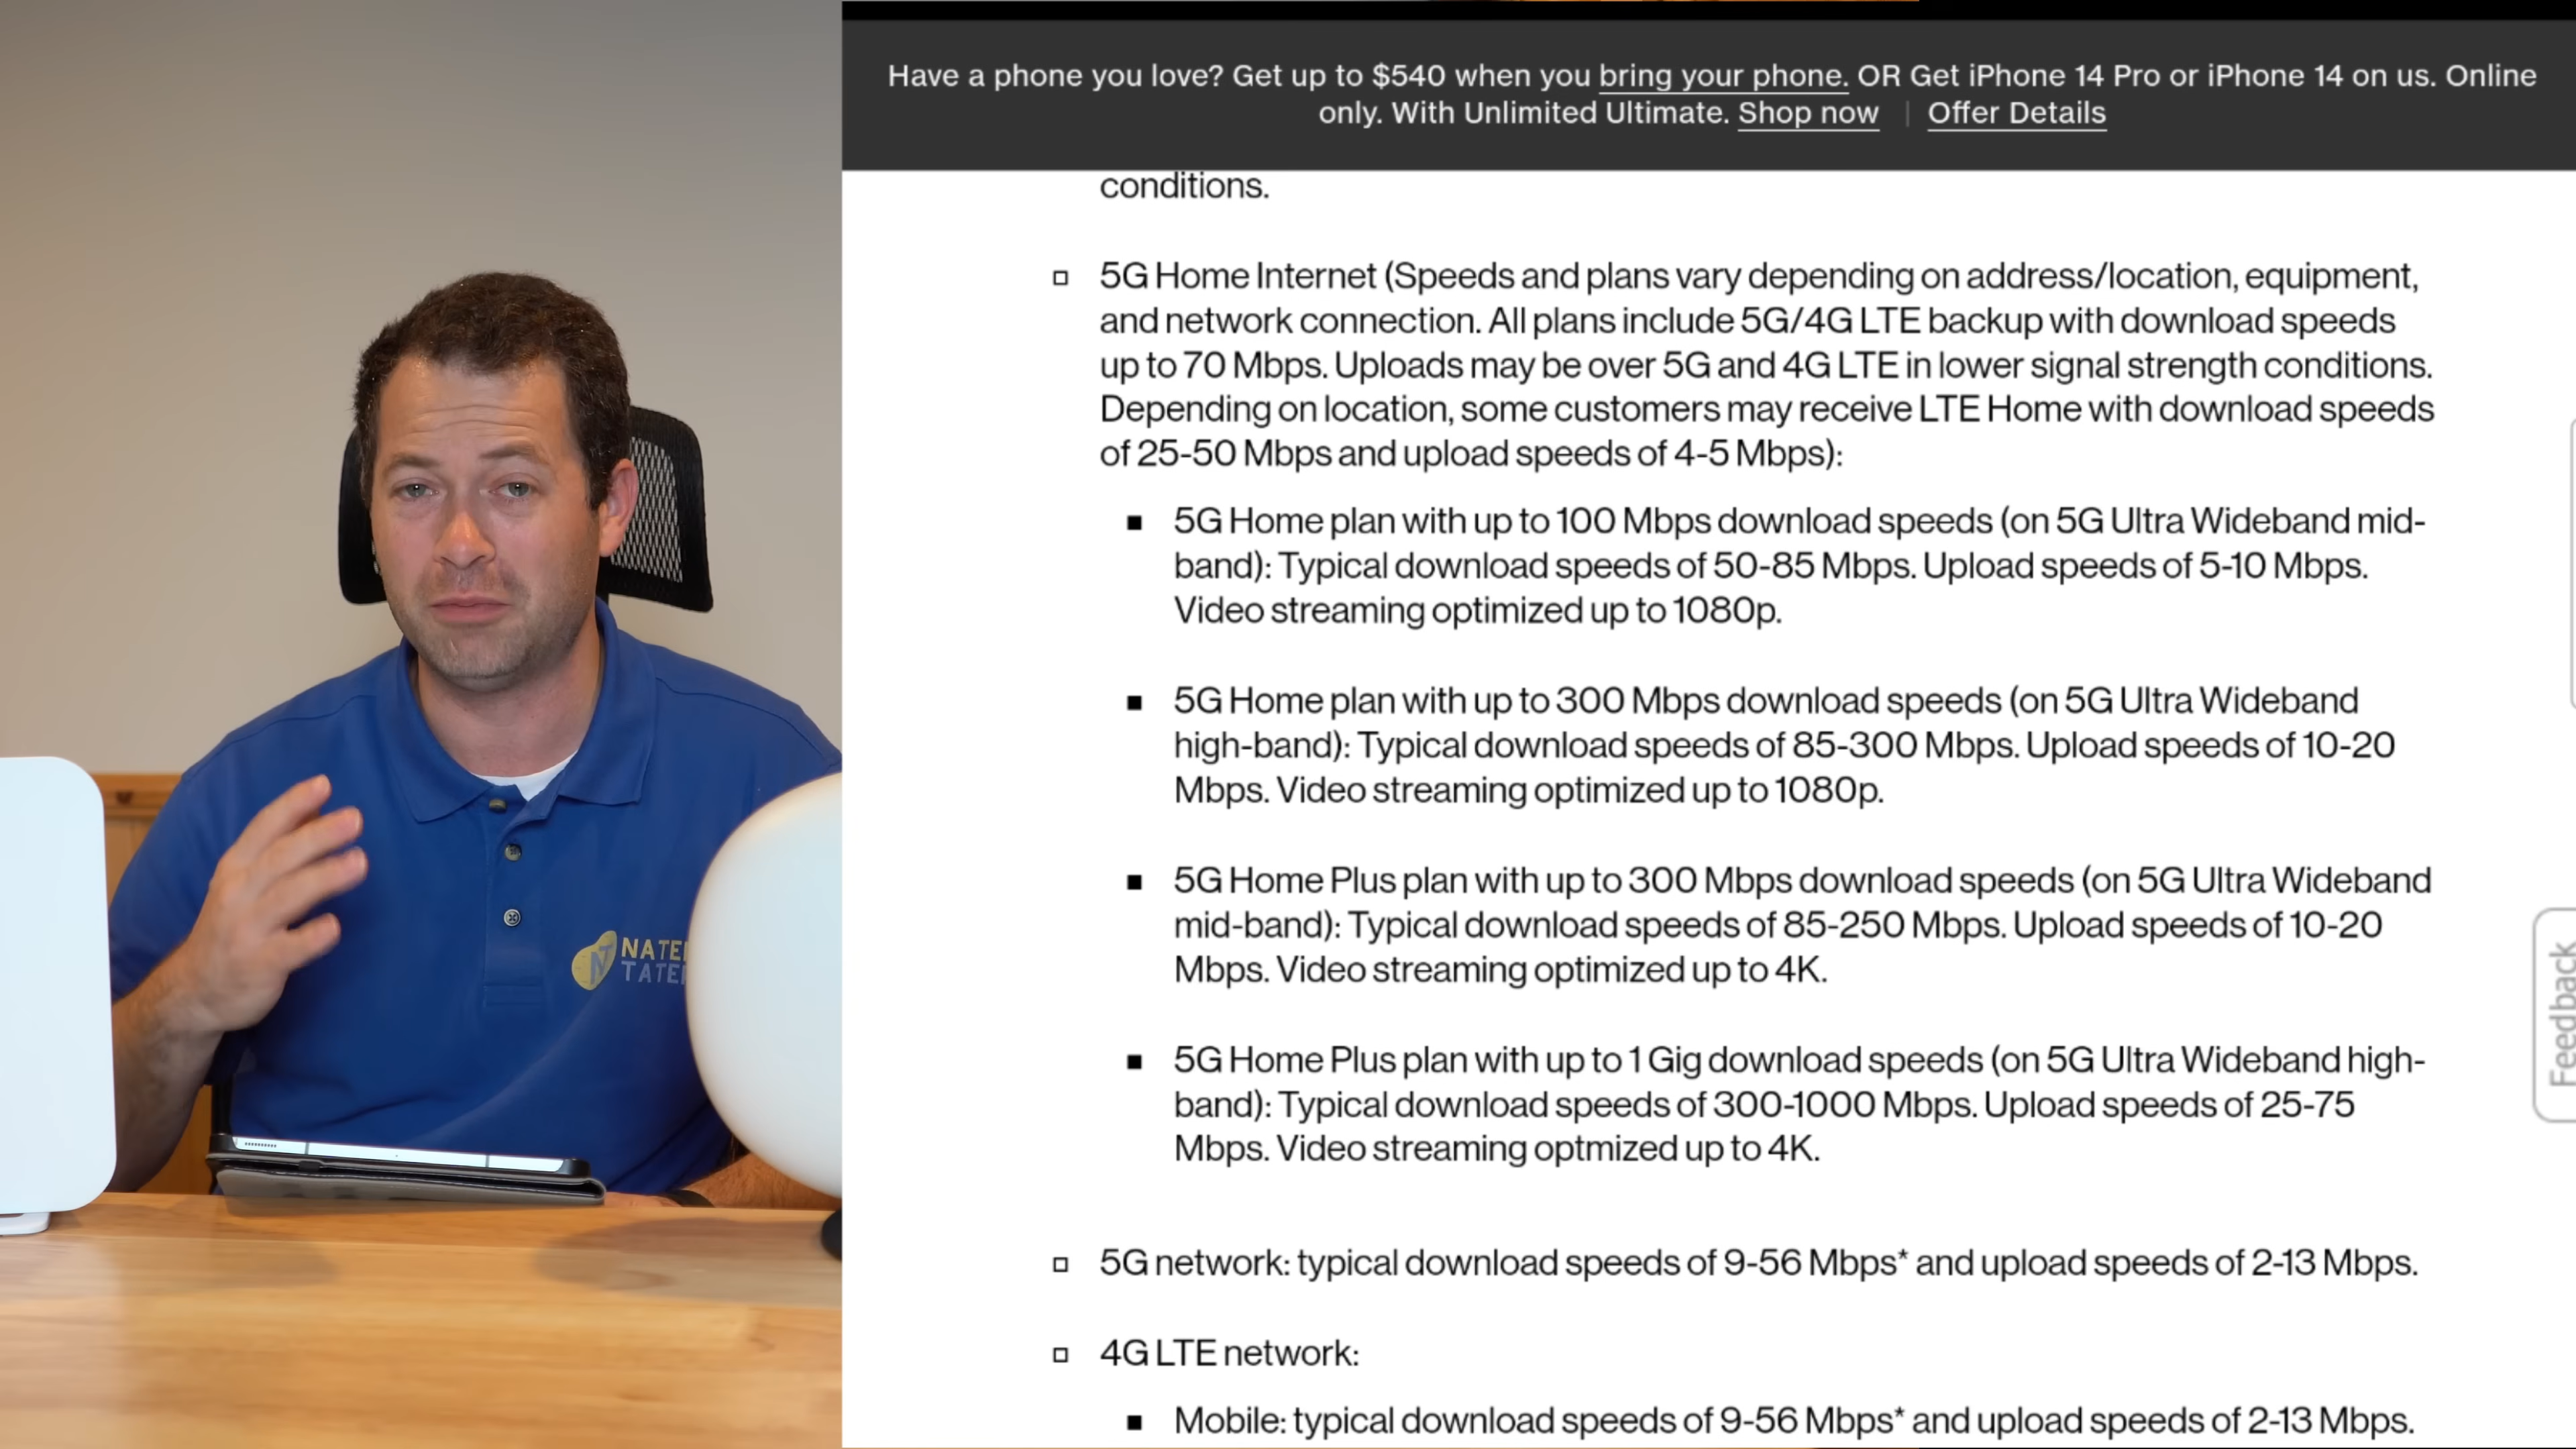 Have a phone you love? Get up to $540 when you bring your phone. OR Get iPhone 14 Pro or iPhone 14 on us. Online
only. With Unlimited Ultimate. Shop now | Offer Details
conditions.
5G Home Internet (Speeds and plans vary depending on address/location, equipment,
and network connection. All plans include 5G/4G LTE backup with download speeds
up to 70 Mbps. Uploads may be over 5G and 4G LTE in lower signal strength conditions.
Depending on location, some customers may receive LTE Home with download speeds
of 25-50 Mbps and upload speeds of 4-5 Mbps):
5G Home plan with up to 100 Mbps download speeds (on 5G Ultra Wideband mid-
band): Typical download speeds of 50-85 Mbps. Upload speeds of 5-10 Mbps.
Video streaming optimized up to 1080p.
5G Home plan with up to 300 Mbps download speeds (on 5G Ultra Wideband
high-band): Typical download speeds of 85-300 Mbps. Upload speeds of 10-20
Mbps. Video streaming optimized up to 1080p.
5G Home Plus plan with up to 300 Mbps download speeds (on 5G Ultra Wideband
mid-band): Typical download speeds of 85-250 Mbps. Upload speeds of 10-20
Mbps. Video streaming optimized up to 4K.
5G Home Plus plan with up to 1 Gig download speeds (on 5G Ultra Wideband high-
band): Typical download speeds of 300-1000 Mbps. Upload speeds of 25-75
Mbps. Video streaming optmized up to 4K.
5G network: typical download speeds of 9-56 Mbps* and upload speeds of 2-13 Mbps.
4G LTE network:
Mobile: typical download speeds of 9-56 Mbps* and upload speeds of 2-13 Mbps.
Feedback